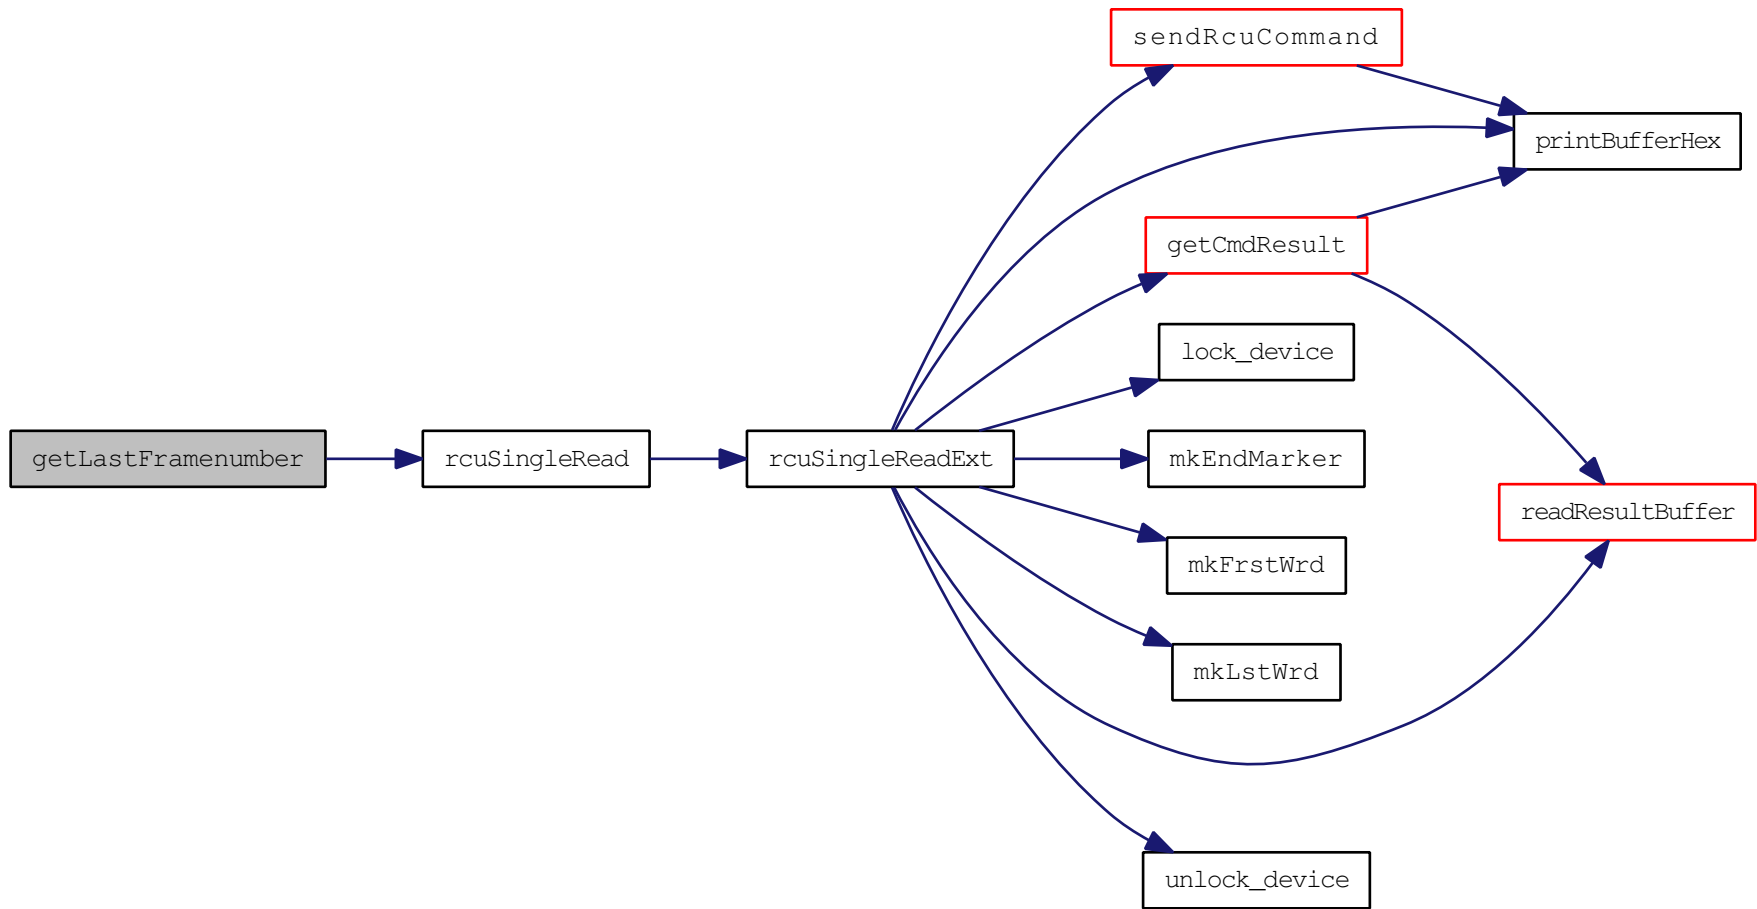 sendRcuCommand
printBufferHex
getCmdResult
lock_device
getLastFramenumber
rcuSingleRead
rcuSingleReadExt
mkEndMarker
readResultBuffer
mkFrstWrd
mkLstWrd
unlock_device